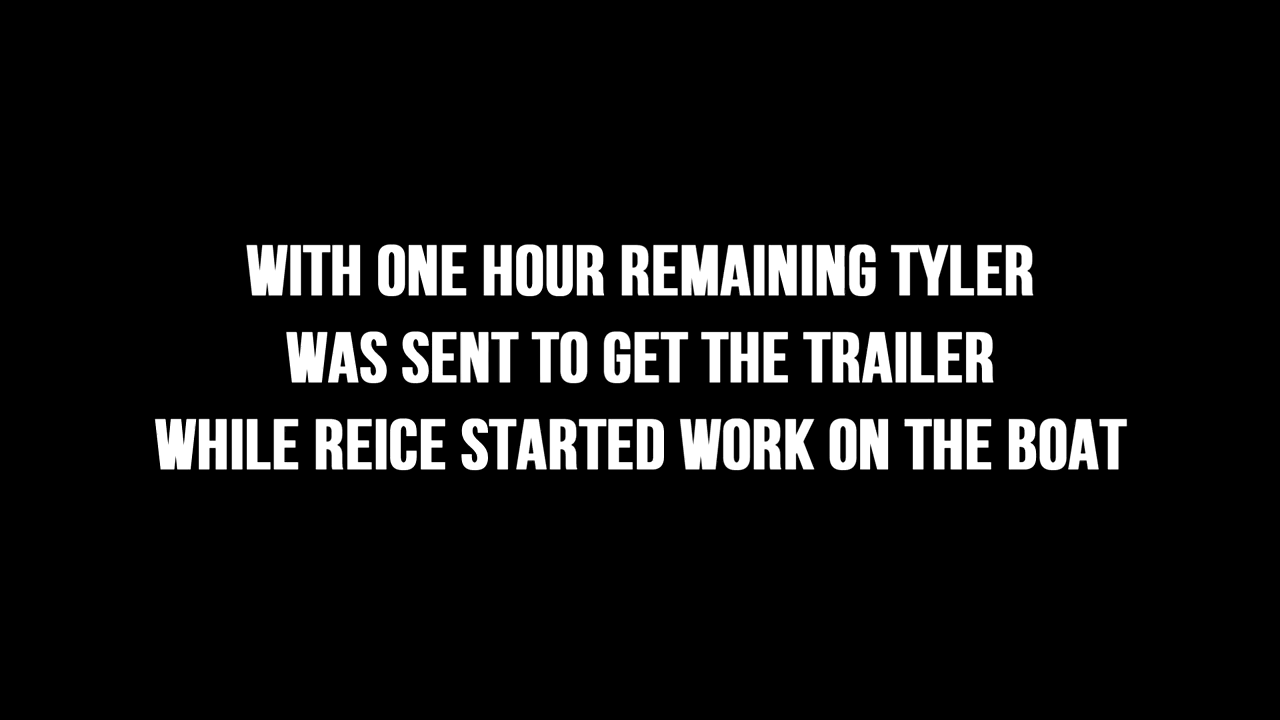 WITH ONE HOUR REMAINING TYLER
WAS SENT TO GET THE TRAILER
WHILE REICE STARTED WORK ON THE BOAT